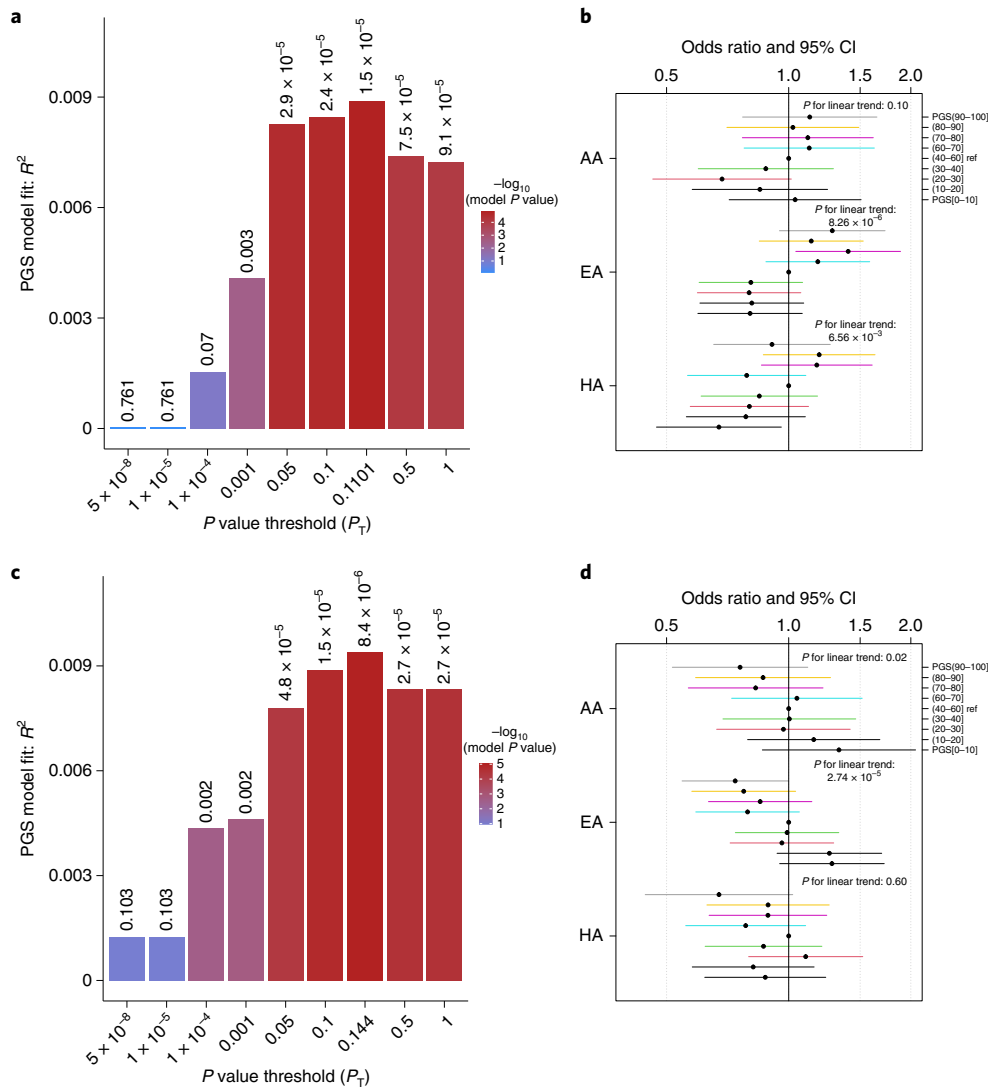 a
PGS model fit: R²
0.009
0.006
0.003
0
0.761
0.761
0.07
0.003
2.9 × 10⁻⁵
2.4 × 10⁻⁵
1.5 × 10⁻⁵
7.5 × 10⁻⁵
9.1 × 10⁻⁵
–log₁₀
(model P value)
4
3
2
1
5 × 10⁻⁸
1 × 10⁻⁵
1 × 10⁻⁴
0.001
0.05
0.1
0.1101
0.5
1
P value threshold (P_T)
b
Odds ratio and 95% CI
0.5
1.0
1.5
2.0
P for linear trend: 0.10
AA
PGS(90–100]
(80–90]
(70–80]
(60–70]
(40–60] ref
(30–40]
(20–30]
(10–20]
PGS[0–10]
P for linear trend:
8.26 × 10⁻⁶
EA
P for linear trend:
6.56 × 10⁻³
HA
c
PGS model fit: R²
0.009
0.006
0.003
0
0.103
0.103
0.002
0.002
4.8 × 10⁻⁵
1.5 × 10⁻⁵
8.4 × 10⁻⁶
2.7 × 10⁻⁵
2.7 × 10⁻⁵
–log₁₀
(model P value)
5
4
3
2
1
5 × 10⁻⁸
1 × 10⁻⁵
1 × 10⁻⁴
0.001
0.05
0.1
0.144
0.5
1
P value threshold (P_T)
d
Odds ratio and 95% CI
0.5
1.0
1.5
2.0
P for linear trend: 0.02
AA
PGS(90–100]
(80–90]
(70–80]
(60–70]
(40–60] ref
(30–40]
(20–30]
(10–20]
PGS[0–10]
P for linear trend:
2.74 × 10⁻⁵
EA
P for linear trend: 0.60
HA